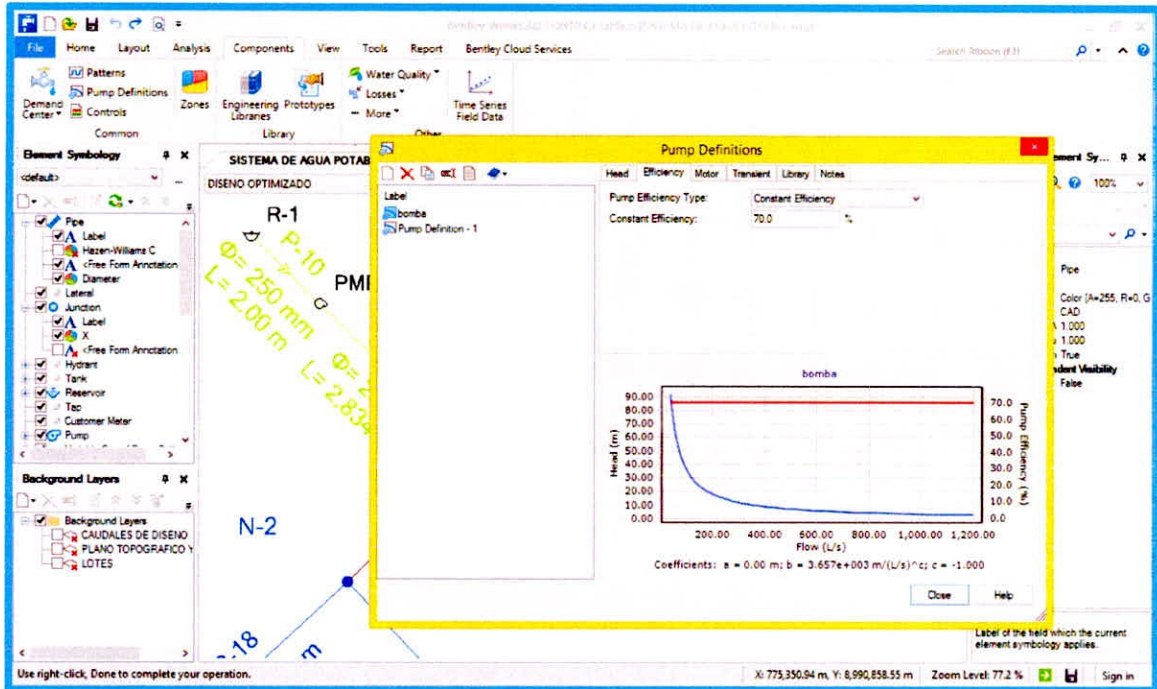 File Home Layout Analysis Components View Tools Report Bentley Cloud Services Search Ribbon (F3)
Patterns
Pump Definitions
Demand Center
Controls
Zones
Engineering Libraries
Prototypes
Water Quality
Losses
More
Time Series Field Data
Common Library Other
Element Symbology
<default>
Pipe
Label
Hazen-Williams C
<Free Form Annotation
Diameter
Lateral
Junction
Label
X
<Free Form Annotation
Hydrant
Tank
Reservoir
Tap
Customer Meter
Pump
Background Layers
Background Layers
CAUDALES DE DISENO
PLANO TOPOGRAFICO Y
LOTES
SISTEMA DE AGUA POTAB
DISENO OPTIMIZADO
R-1
P-10
Φ= 250 mm
L= 2.00 m
L= 2.834
N-2
Pump Definitions
Label
bomba
Pump Definition - 1
Head Efficiency Motor Transient Library Notes
Pump Efficiency Type: Constant Efficiency
Constant Efficiency: 70.0 %
bomba
Head (m)
90.00
80.00
70.00
60.00
50.00
40.00
30.00
20.00
10.00
0.00
70.0
60.0
50.0
40.0
30.0
20.0
10.0
0.0
Pump Efficiency (%)
200.00 400.00 600.00 800.00 1,000.00 1,200.00
Flow (L/s)
Coefficients: a = 0.00 m; b = 3.657e+003 m/(L/s)^c; c = -1.000
Close Help
ement Sy...
100%
Pipe
Color [A=255, R=0, G
CAD
1.000
1.000
True
ndent Visibility
False
Label of the field which the current
element symbology applies.
Use right-click, Done to complete your operation.
X: 775,350.94 m, Y: 8,990,858.55 m Zoom Level: 77.2 % Sign in